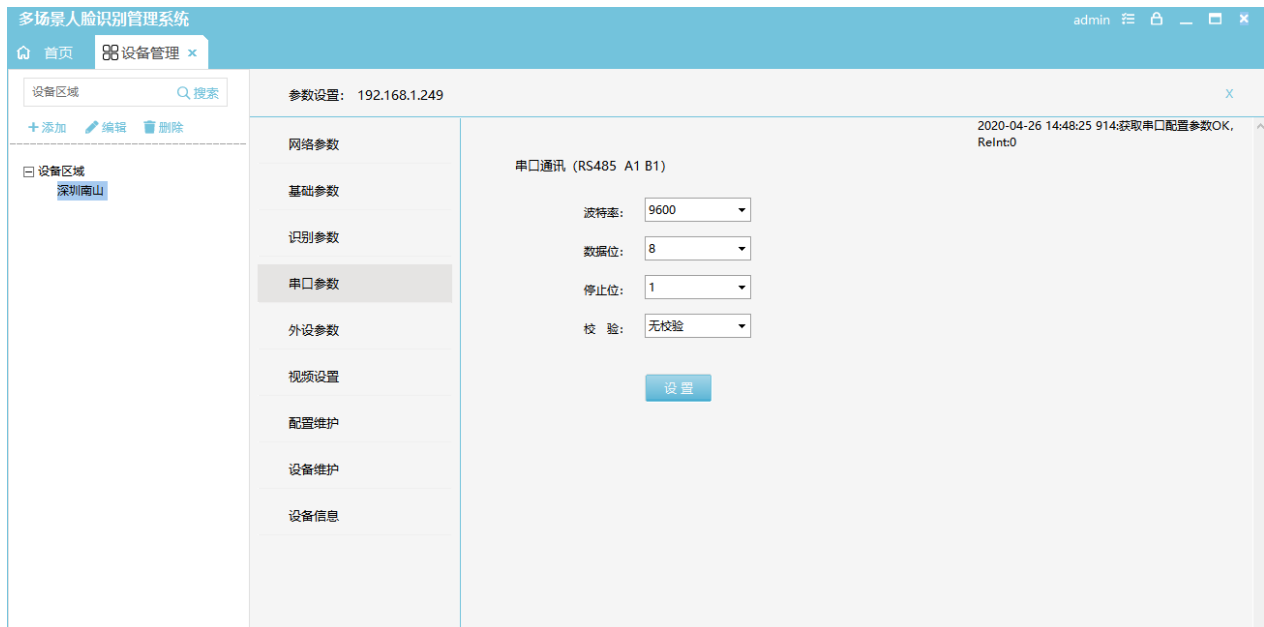 多场景人脸识别管理系统
admin
首页
设备管理 ×
设备区域 搜索
添加 编辑 删除
设备区域
深圳南山
参数设置: 192.168.1.249
X
网络参数
基础参数
识别参数
串口参数
外设参数
视频设置
配置维护
设备维护
设备信息
串口通讯 (RS485 A1 B1)
波特率: 9600
数据位: 8
停止位: 1
校 验: 无校验
设 置
2020-04-26 14:48:25 914:获取串口配置参数OK,
ReInt:0